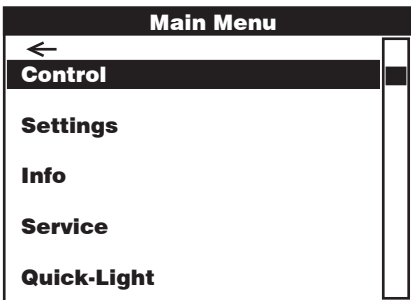 Main Menu
←
Control
Settings
Info
Service
Quick-Light